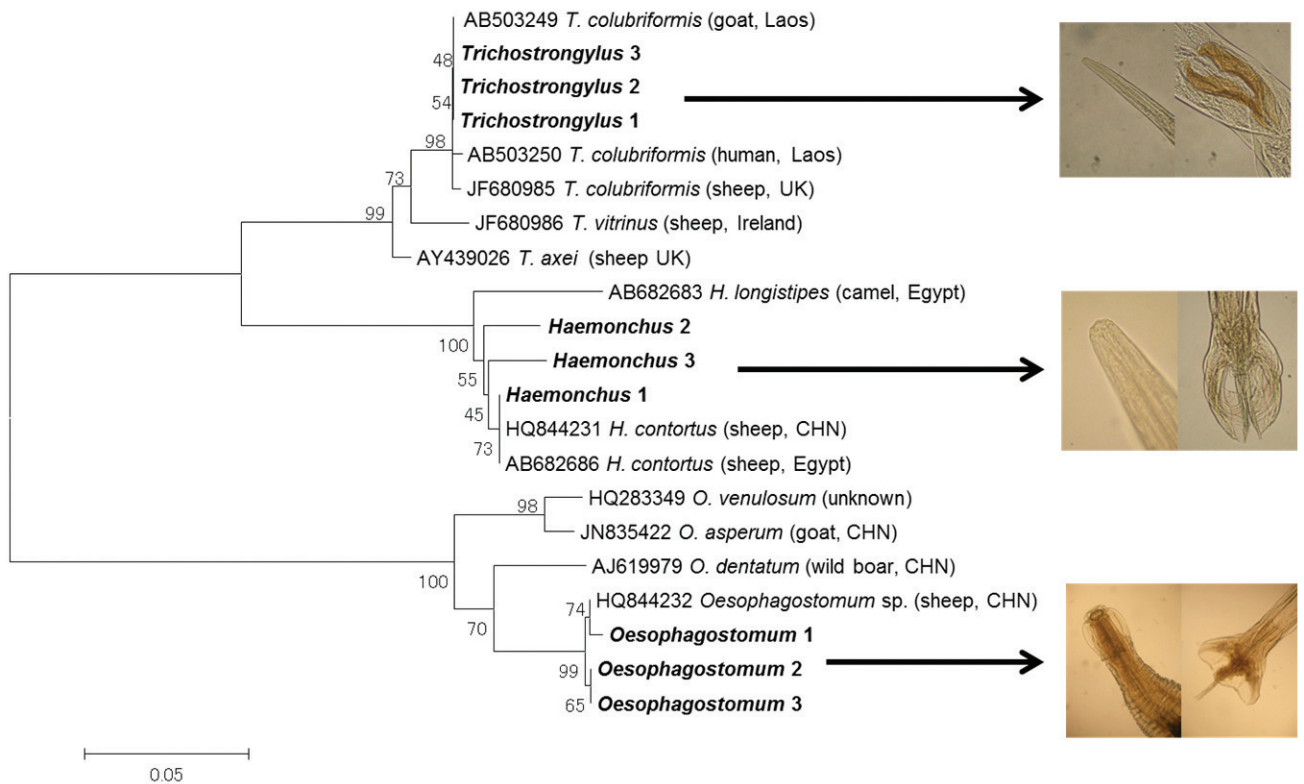 AB503249 T. colubriformis (goat, Laos)
48
Trichostrongylus 3
Trichostrongylus 2
54
Trichostrongylus 1
98
AB503250 T. colubriformis (human, Laos)
73
JF680985 T. colubriformis (sheep, UK)
99
JF680986 T. vitrinus (sheep, Ireland)
AY439026 T. axei (sheep UK)
AB682683 H. longistipes (camel, Egypt)
Haemonchus 2
100
Haemonchus 3
55
Haemonchus 1
45
HQ844231 H. contortus (sheep, CHN)
73
AB682686 H. contortus (sheep, Egypt)
HQ283349 O. venulosum (unknown)
98
JN835422 O. asperum (goat, CHN)
AJ619979 O. dentatum (wild boar, CHN)
100
HQ844232 Oesophagostomum sp. (sheep, CHN)
74
70
Oesophagostomum 1
99
Oesophagostomum 2
65
Oesophagostomum 3
0.05